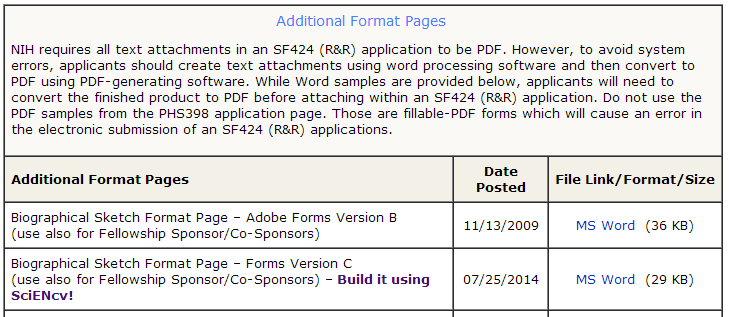 Additional Format Pages
NIH requires all text attachments in an SF424 (R&R) application to be PDF. However, to avoid system
errors, applicants should create text attachments using word processing software and then convert to
PDF using PDF-generating software. While Word samples are provided below, applicants will need to
convert the finished product to PDF before attaching within an SF424 (R&R) application. Do not use the
PDF samples from the PHS398 application page. Those are fillable-PDF forms which will cause an error in
the electronic submission of an SF424 (R&R) applications.
Additional Format Pages
Date
Posted
File Link/Format/Size
Biographical Sketch Format Page – Adobe Forms Version B
(use also for Fellowship Sponsor/Co-Sponsors)
11/13/2009
MS Word (36 KB)
Biographical Sketch Format Page – Forms Version C
(use also for Fellowship Sponsor/Co-Sponsors) – Build it using
SciENcv!
07/25/2014
MS Word (29 KB)